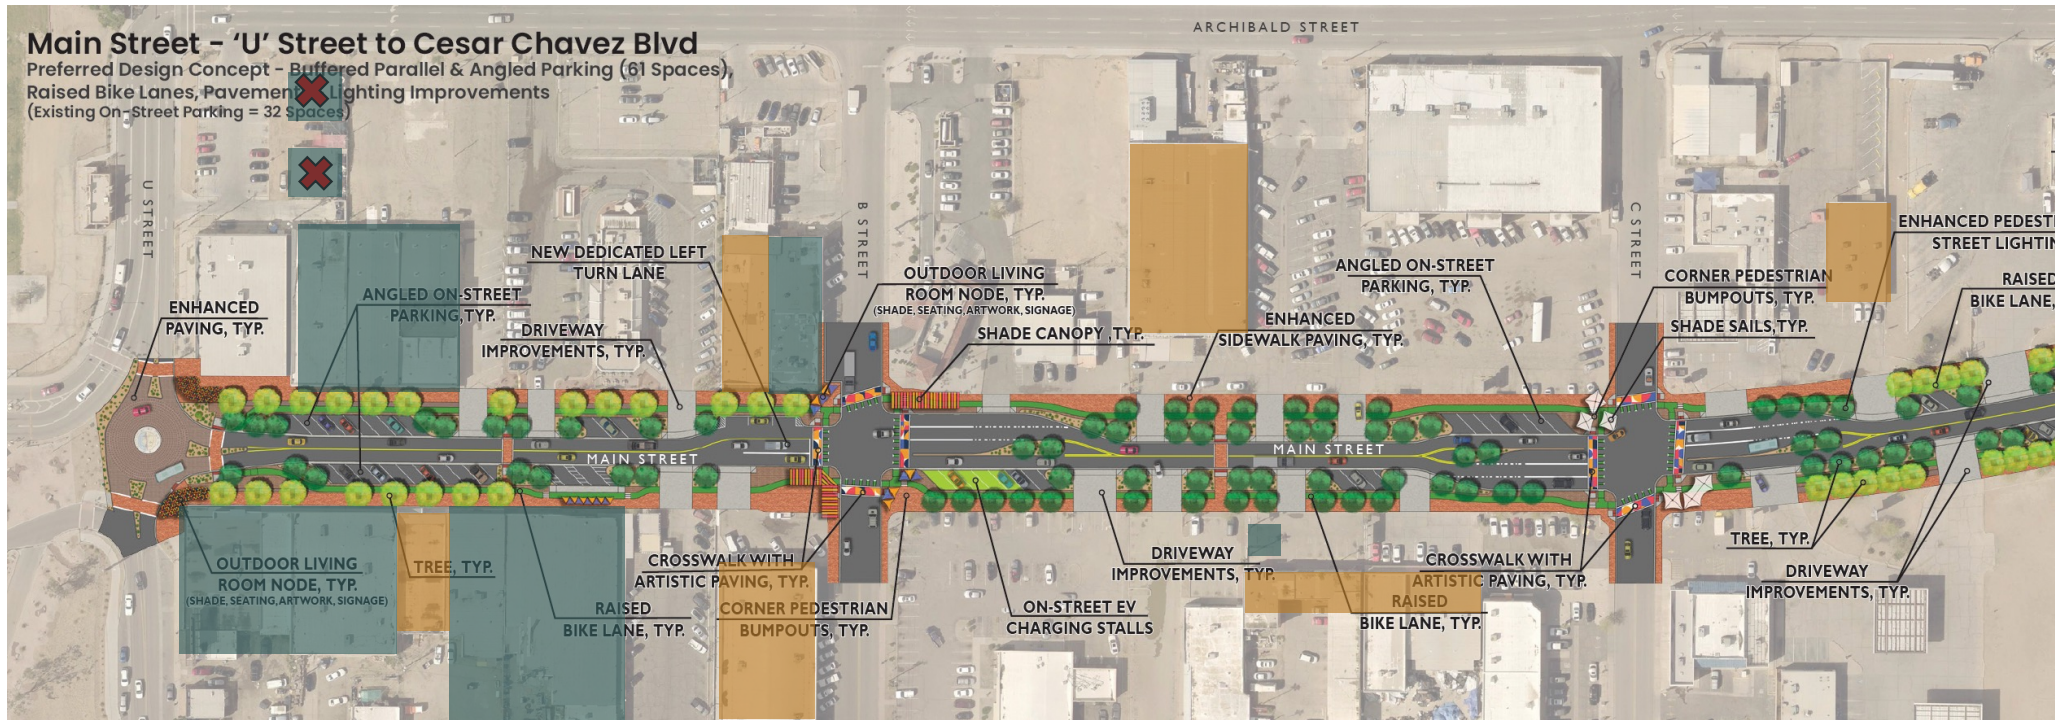 Main Street - ‘U’ Street to Cesar Chavez Blvd
Preferred Design Concept - Buffered Parallel & Angled Parking (61 Spaces),
Raised Bike Lanes, Pavement Lighting Improvements
(Existing On-Street Parking = 32 Spaces)
ARCHIBALD STREET
U STREET
B STREET
C STREET
ENHANCED
PAVING, TYP.
ANGLED ON-STREET
PARKING,TYP.
NEW DEDICATED LEFT
TURN LANE
DRIVEWAY
IMPROVEMENTS, TYP.
OUTDOOR LIVING
ROOM NODE, TYP.
(SHADE, SEATING, ARTWORK, SIGNAGE)
SHADE CANOPY ,TYP.
ENHANCED
SIDEWALK PAVING, TYP.
ANGLED ON-STREET
PARKING, TYP.
CORNER PEDESTRIAN
BUMPOUTS, TYP.
SHADE SAILS,TYP.
ENHANCED PEDEST
STREET LIGHTIN
RAISED
BIKE LANE,
MAIN STREET
MAIN STREET
OUTDOOR LIVING
ROOM NODE, TYP.
(SHADE, SEATING, ARTWORK, SIGNAGE)
TREE, TYP.
RAISED
BIKE LANE, TYP.
CROSSWALK WITH
ARTISTIC PAVING, TYP.
CORNER PEDESTRIAN
BUMPOUTS, TYP.
ON-STREET EV
CHARGING STALLS
DRIVEWAY
IMPROVEMENTS, TYP.
CROSSWALK WITH
ARTISTIC PAVING, TYP.
RAISED
BIKE LANE, TYP.
TREE, TYP.
DRIVEWAY
IMPROVEMENTS, TYP.